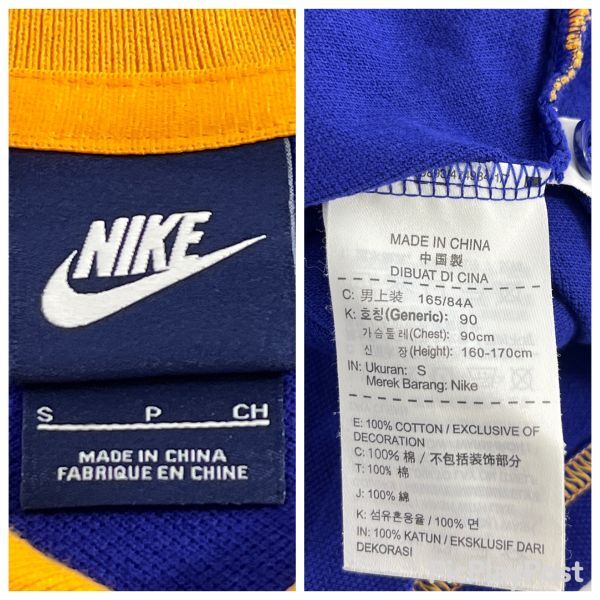 NIKE
S P CH
MADE IN CHINA
FABRIQUE EN CHINE
MADE IN CHINA
中国製
DIBUAT DI CINA
C: 男上装 165/84A
K: 호칭(Generic): 90
가슴둘레(Chest): 90cm
신 장(Height): 160-170cm
IN: Ukuran: S
Merek Barang: Nike
E: 100% COTTON / EXCLUSIVE OF
DECORATION
C: 100% 棉 / 不包括装饰部分
T: 100% 棉
J: 100% 綿
K: 섬유혼용율 / 100% 면
IN: 100% KATUN / EKSKLUSIF DARI
DEKORASI